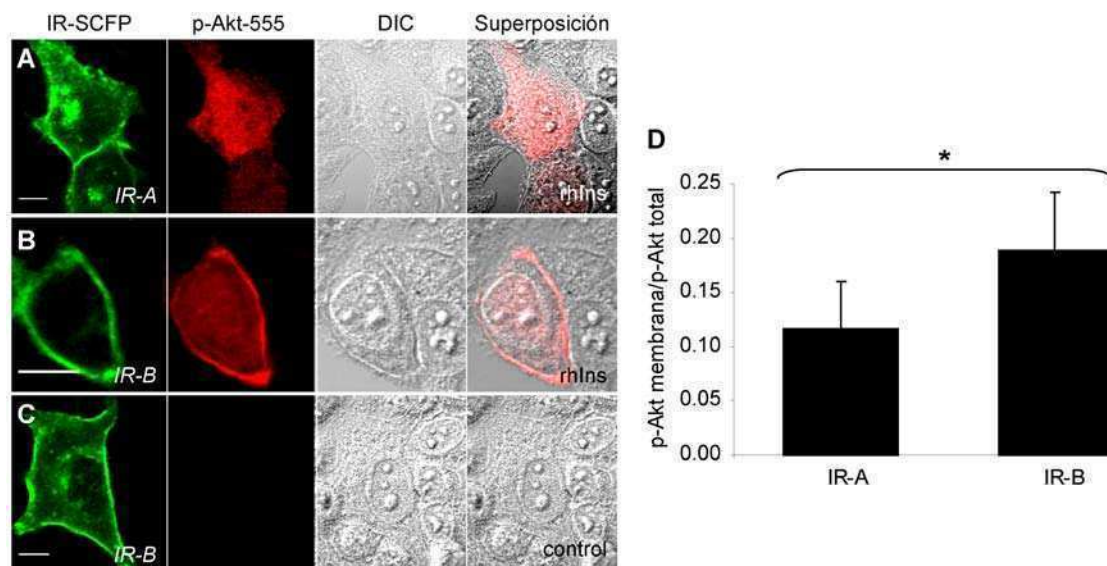 IR-SCFP p-Akt-555 DIC Superposición
A
IR-A
rhIns
B
IR-B
rhIns
C
IR-B
control
D
*
p-Akt membrana/p-Akt total
0.25
0.20
0.15
0.10
0.05
0.00
IR-A IR-B